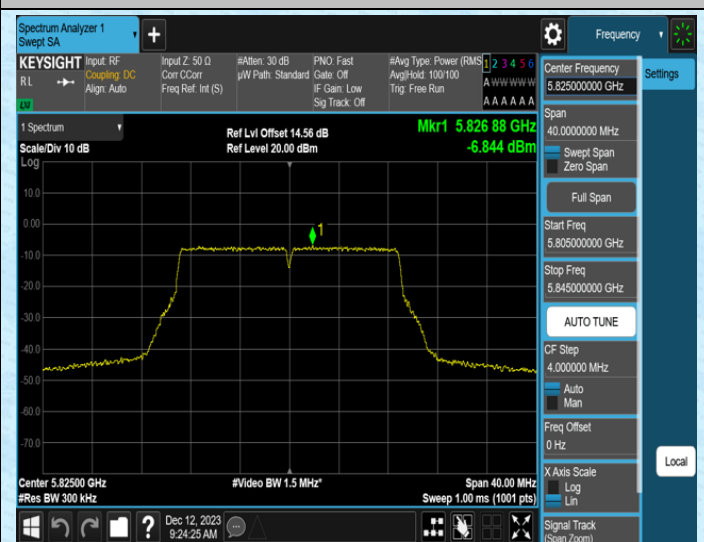 Spectrum Analyzer 1
Swept SA
Frequency
KEYSIGHT
RL
Input: RF
Coupling: DC
Align: Auto
Input Z: 50 Ω
Corr CCorr
Freq Ref: Int (S)
#Atten: 30 dB
µW Path: Standard
PNO: Fast
Gate: Off
IF Gain: Low
Sig Track: Off
#Avg Type: Power (RMS
Avg|Hold: 100/100
Trig: Free Run
1 2 3 4 5 6
A W W W W W
A A A A A A
LXI
1 Spectrum
Scale/Div 10 dB
Ref Lvl Offset 14.56 dB
Ref Level 20.00 dBm
Mkr1 5.826 88 GHz
-6.844 dBm
Log
10.0
0.00
-10.0
-20.0
-30.0
-40.0
-50.0
-60.0
-70.0
1
Center 5.82500 GHz
#Res BW 300 kHz
#Video BW 1.5 MHz*
Span 40.00 MHz
Sweep 1.00 ms (1001 pts)
Center Frequency
5.825000000 GHz
Settings
Span
40.0000000 MHz
Swept Span
Zero Span
Full Span
Start Freq
5.805000000 GHz
Stop Freq
5.845000000 GHz
AUTO TUNE
CF Step
4.000000 MHz
Auto
Man
Freq Offset
0 Hz
X Axis Scale
Log
Lin
Local
Signal Track
(Span Zoom)
?
Dec 12, 2023
9:24:25 AM